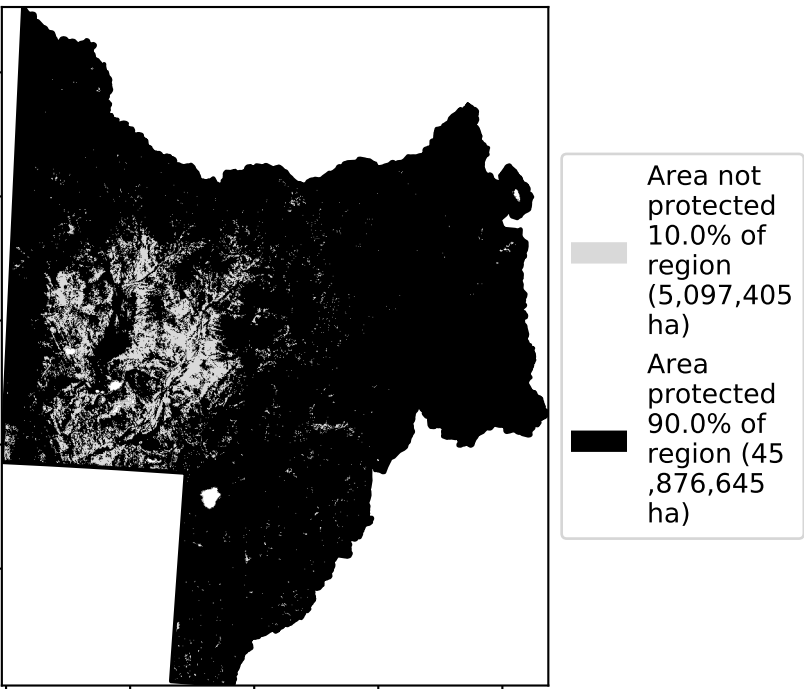 Area not
protected
10.0% of
region
(5,097,405
ha)
Area
protected
90.0% of
region (45
,876,645
ha)